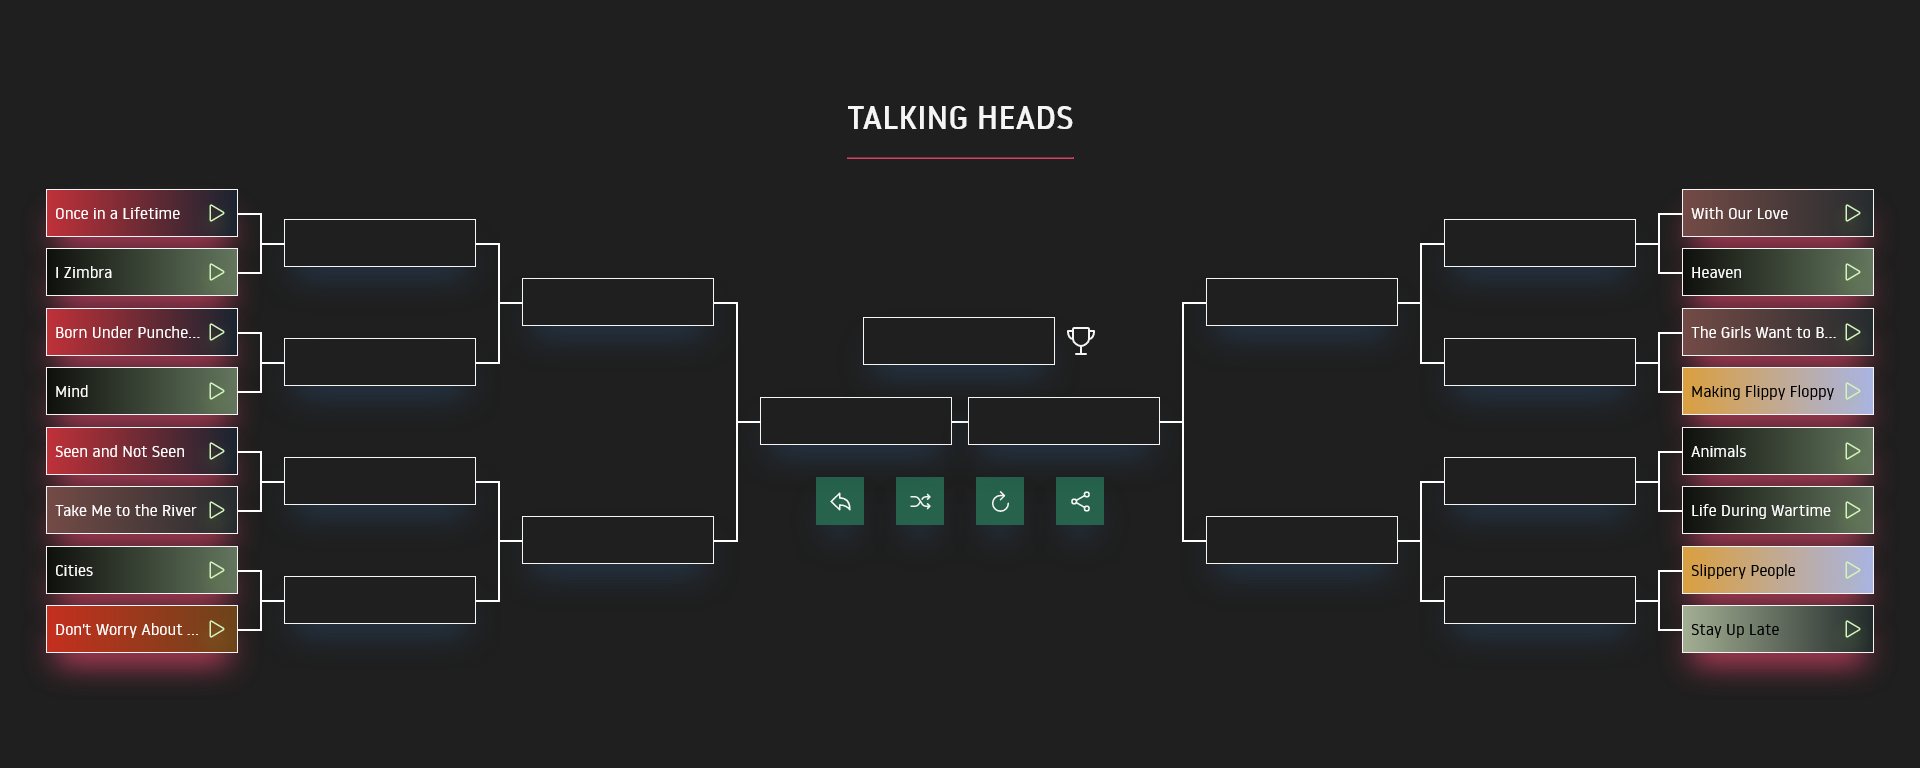 TALKING HEADS
Once in a Lifetime
I Zimbra
Born Under Punche...
Mind
Seen and Not Seen
Take Me to the River
Cities
Don't Worry About ...
With Our Love
Heaven
The Girls Want to B...
Making Flippy Floppy
Animals
Life During Wartime
Slippery People
Stay Up Late